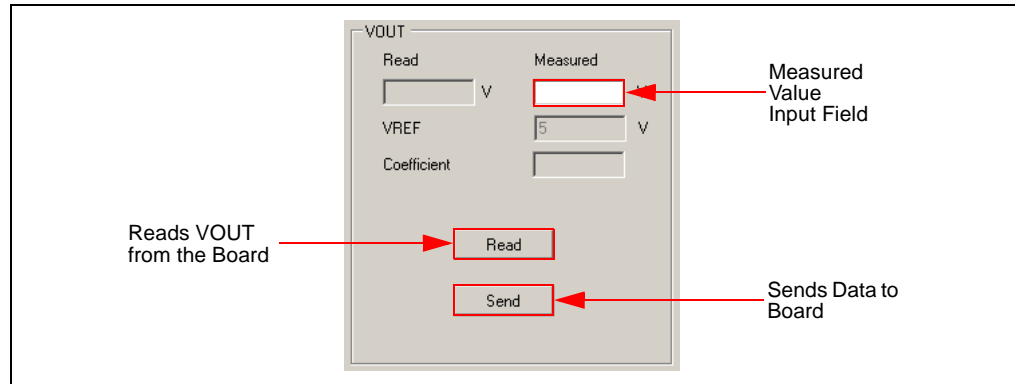 VOUT
Read Measured
V
VREF 5 V
Coefficient
Read
Send
Measured
Value
Input Field
Reads VOUT
from the Board
Sends Data to
Board